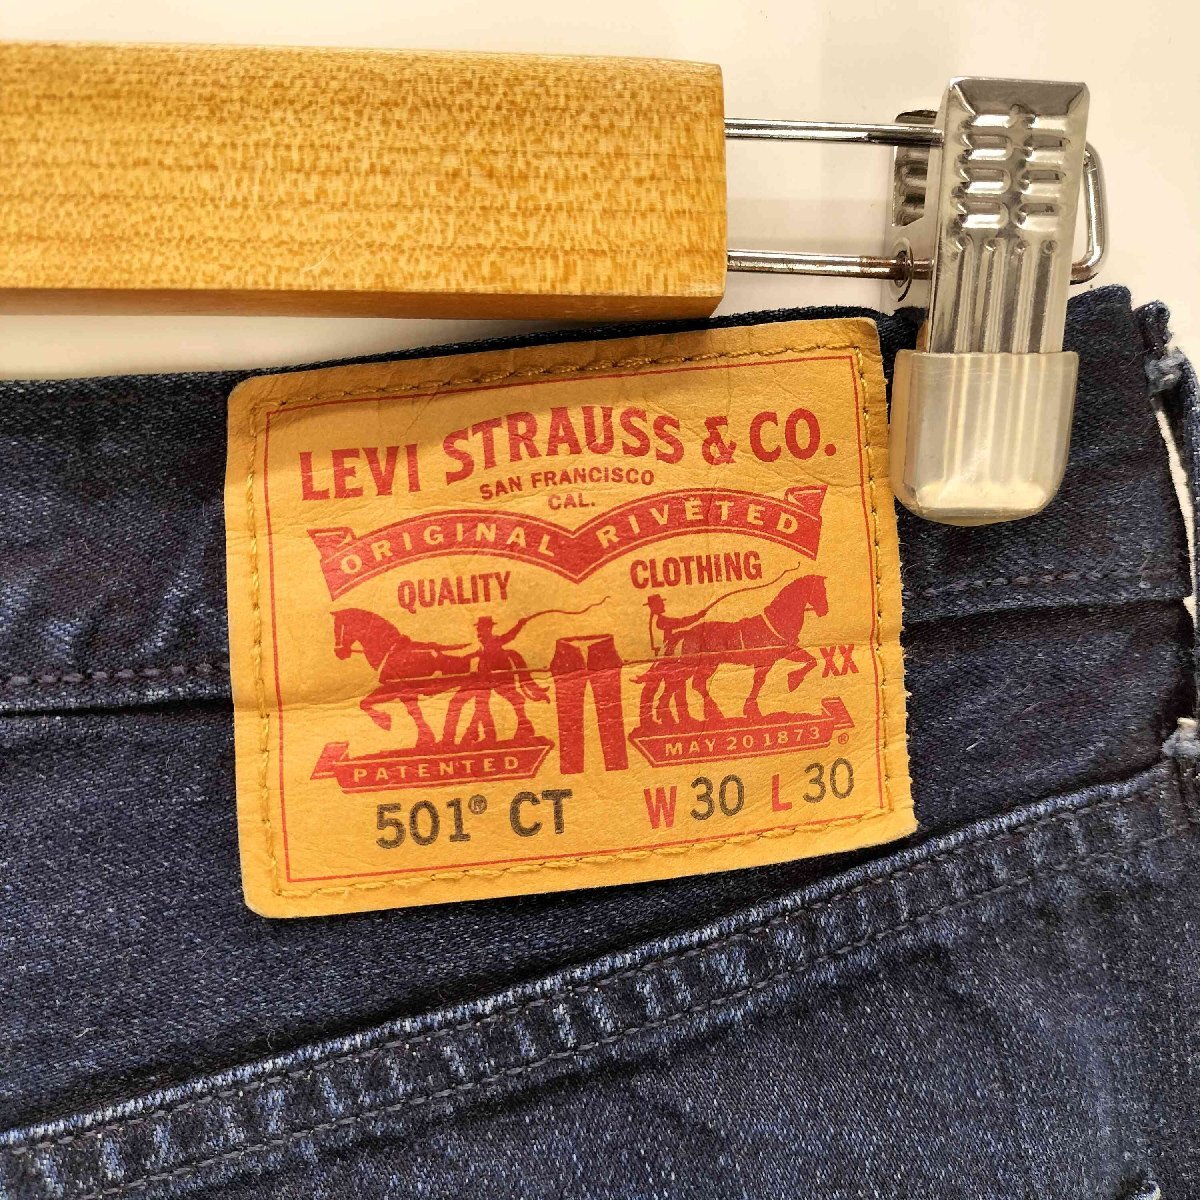 LEVI STRAUSS & CO.
SAN FRANCISCO
CAL.
ORIGINAL RIVETED
QUALITY CLOTHING
XX
PATENTED MAY 20 1873 ®
501® CT W 30 L 30